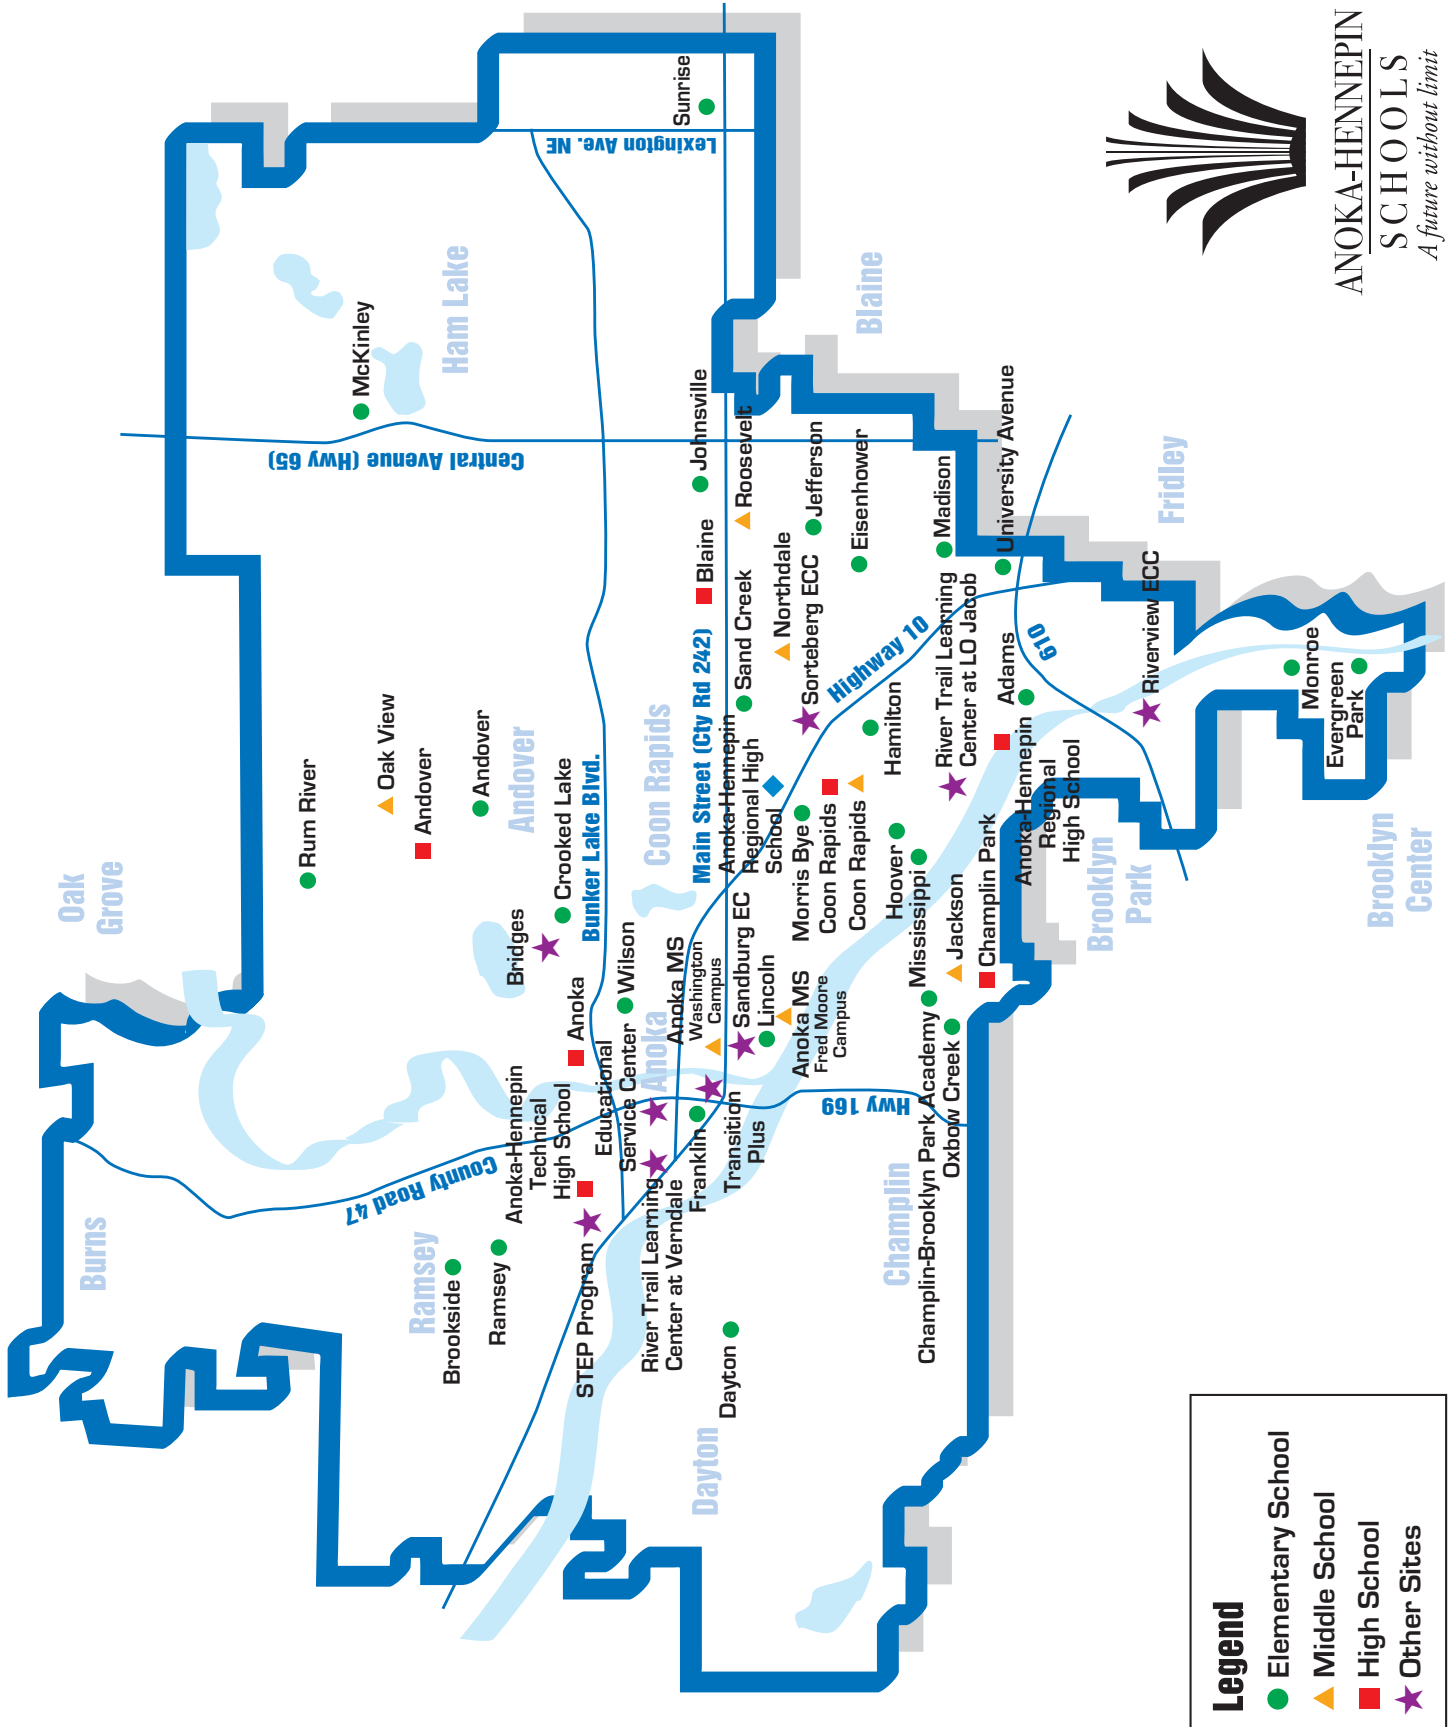 Oak
Grove
Burns
Ramsey
Andover
Ham Lake
Coon Rapids
Anoka
Blaine
Dayton
Champlin
Brooklyn
Park
Fridley
Brooklyn
Center
Rum River
Oak View
Andover
Andover
Crooked Lake
Bridges
McKinley
Sunrise
Lexington Ave. NE
Central Avenue (Hwy 65)
Bunker Lake Blvd.
Main Street (Cty Rd 242)
County Road 47
Hwy 169
Highway 10
610
Brookside
Ramsey
Anoka-Hennepin
Technical
High School
STEP Program
Anoka
Educational
Service Center
Wilson
River Trail Learning
Center at Verndale
Franklin
Transition
Plus
Anoka MS
Washington
Campus
Sandburg EC
Lincoln
Anoka MS
Fred Moore
Campus
Dayton
Johnsville
Roosevelt
Blaine
Sand Creek
Northdale
Sorteberg ECC
Jefferson
Eisenhower
Madison
University Avenue
Anoka-Hennepin
Regional High
School
Morris Bye
Coon Rapids
Coon Rapids
Hamilton
Hoover
Mississippi
River Trail Learning
Center at LO Jacob
Adams
Anoka-Hennepin
Regional
High School
Jackson
Champlin Park
Champlin-Brooklyn Park Academy
Oxbow Creek
Riverview ECC
Monroe
Evergreen
Park
ANOKA-HENNEPIN
SCHOOLS
A future without limit
Legend
Elementary School
Middle School
High School
Other Sites